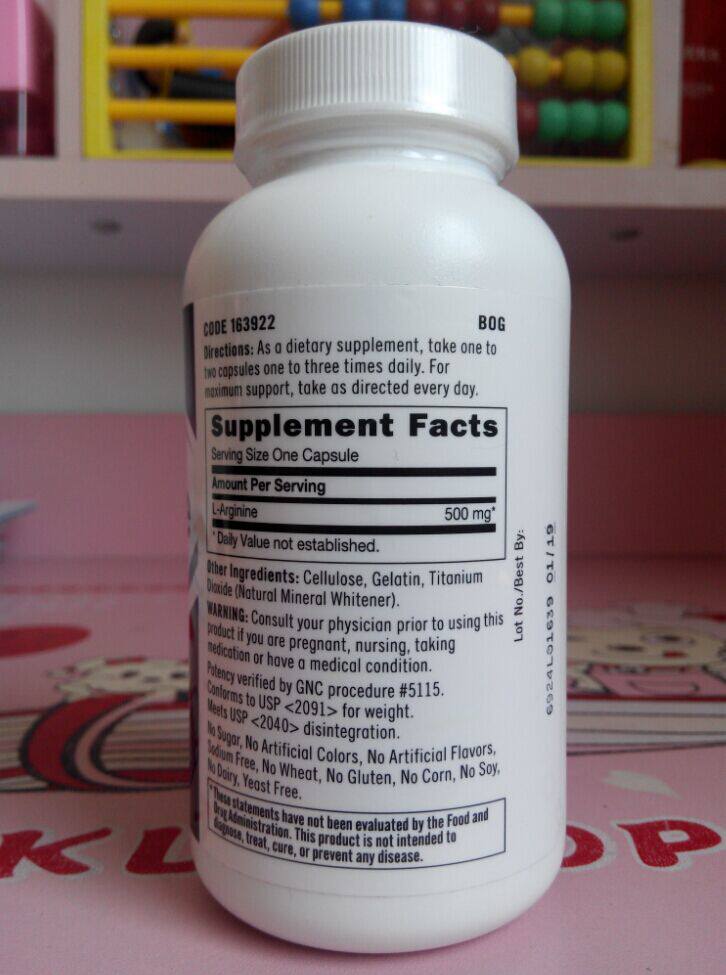 CODE 163922 BOG
Directions: As a dietary supplement, take one to
two capsules one to three times daily. For
maximum support, take as directed every day.
Supplement Facts
Serving Size One Capsule
Amount Per Serving
L-Arginine 500 mg*
*Daily Value not established.
Other Ingredients: Cellulose, Gelatin, Titanium
Dioxide (Natural Mineral Whitener).
WARNING: Consult your physician prior to using this
product if you are pregnant, nursing, taking
medication or have a medical condition.
Potency verified by GNC procedure #5115.
Conforms to USP <2091> for weight.
Meets USP <2040> disintegration.
No Sugar, No Artificial Colors, No Artificial Flavors,
Sodium Free, No Wheat, No Gluten, No Corn, No Soy,
No Dairy, Yeast Free.
*These statements have not been evaluated by the Food and
Drug Administration. This product is not intended to
diagnose, treat, cure, or prevent any disease.
Lot No./Best By:
6924L01639 01/19
KL
OP